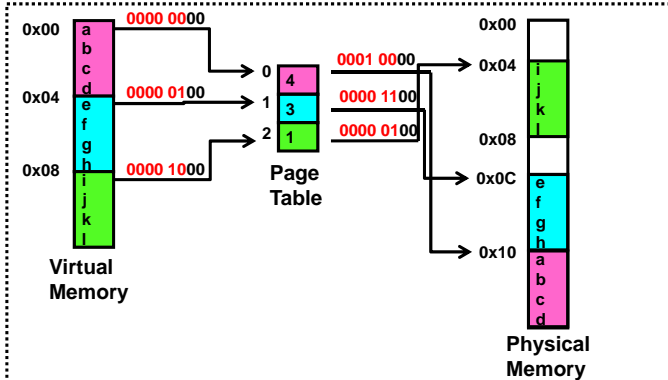 0x00
a
b
c
d
0x04
e
f
g
h
0x08
i
j
k
l
Virtual
Memory
0000 0000
0000 0100
0000 1000
0
4
1
3
2
1
Page
Table
0001 0000
0000 1100
0000 0100
0x00
0x04
i
j
k
l
0x08
0x0C
e
f
g
h
0x10
a
b
c
d
Physical
Memory